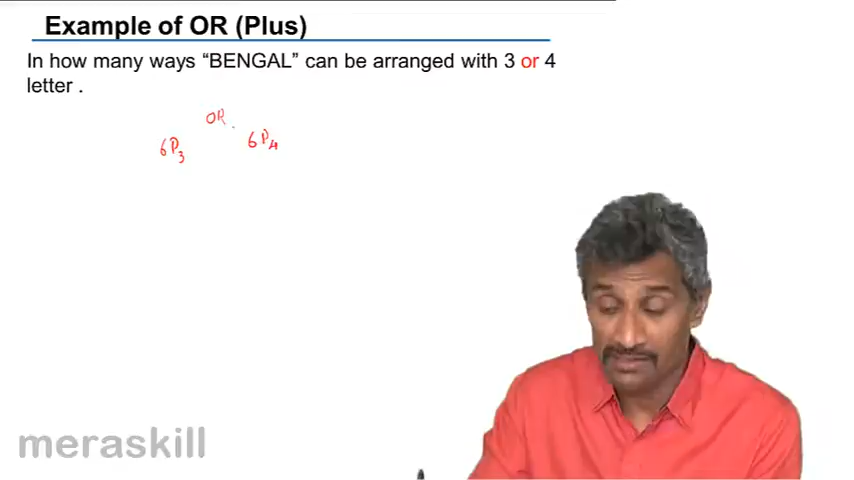 Example of OR (Plus)
In how many ways “BENGAL” can be arranged with 3 or 4
letter .
OR
6P3 6P4
meraskill